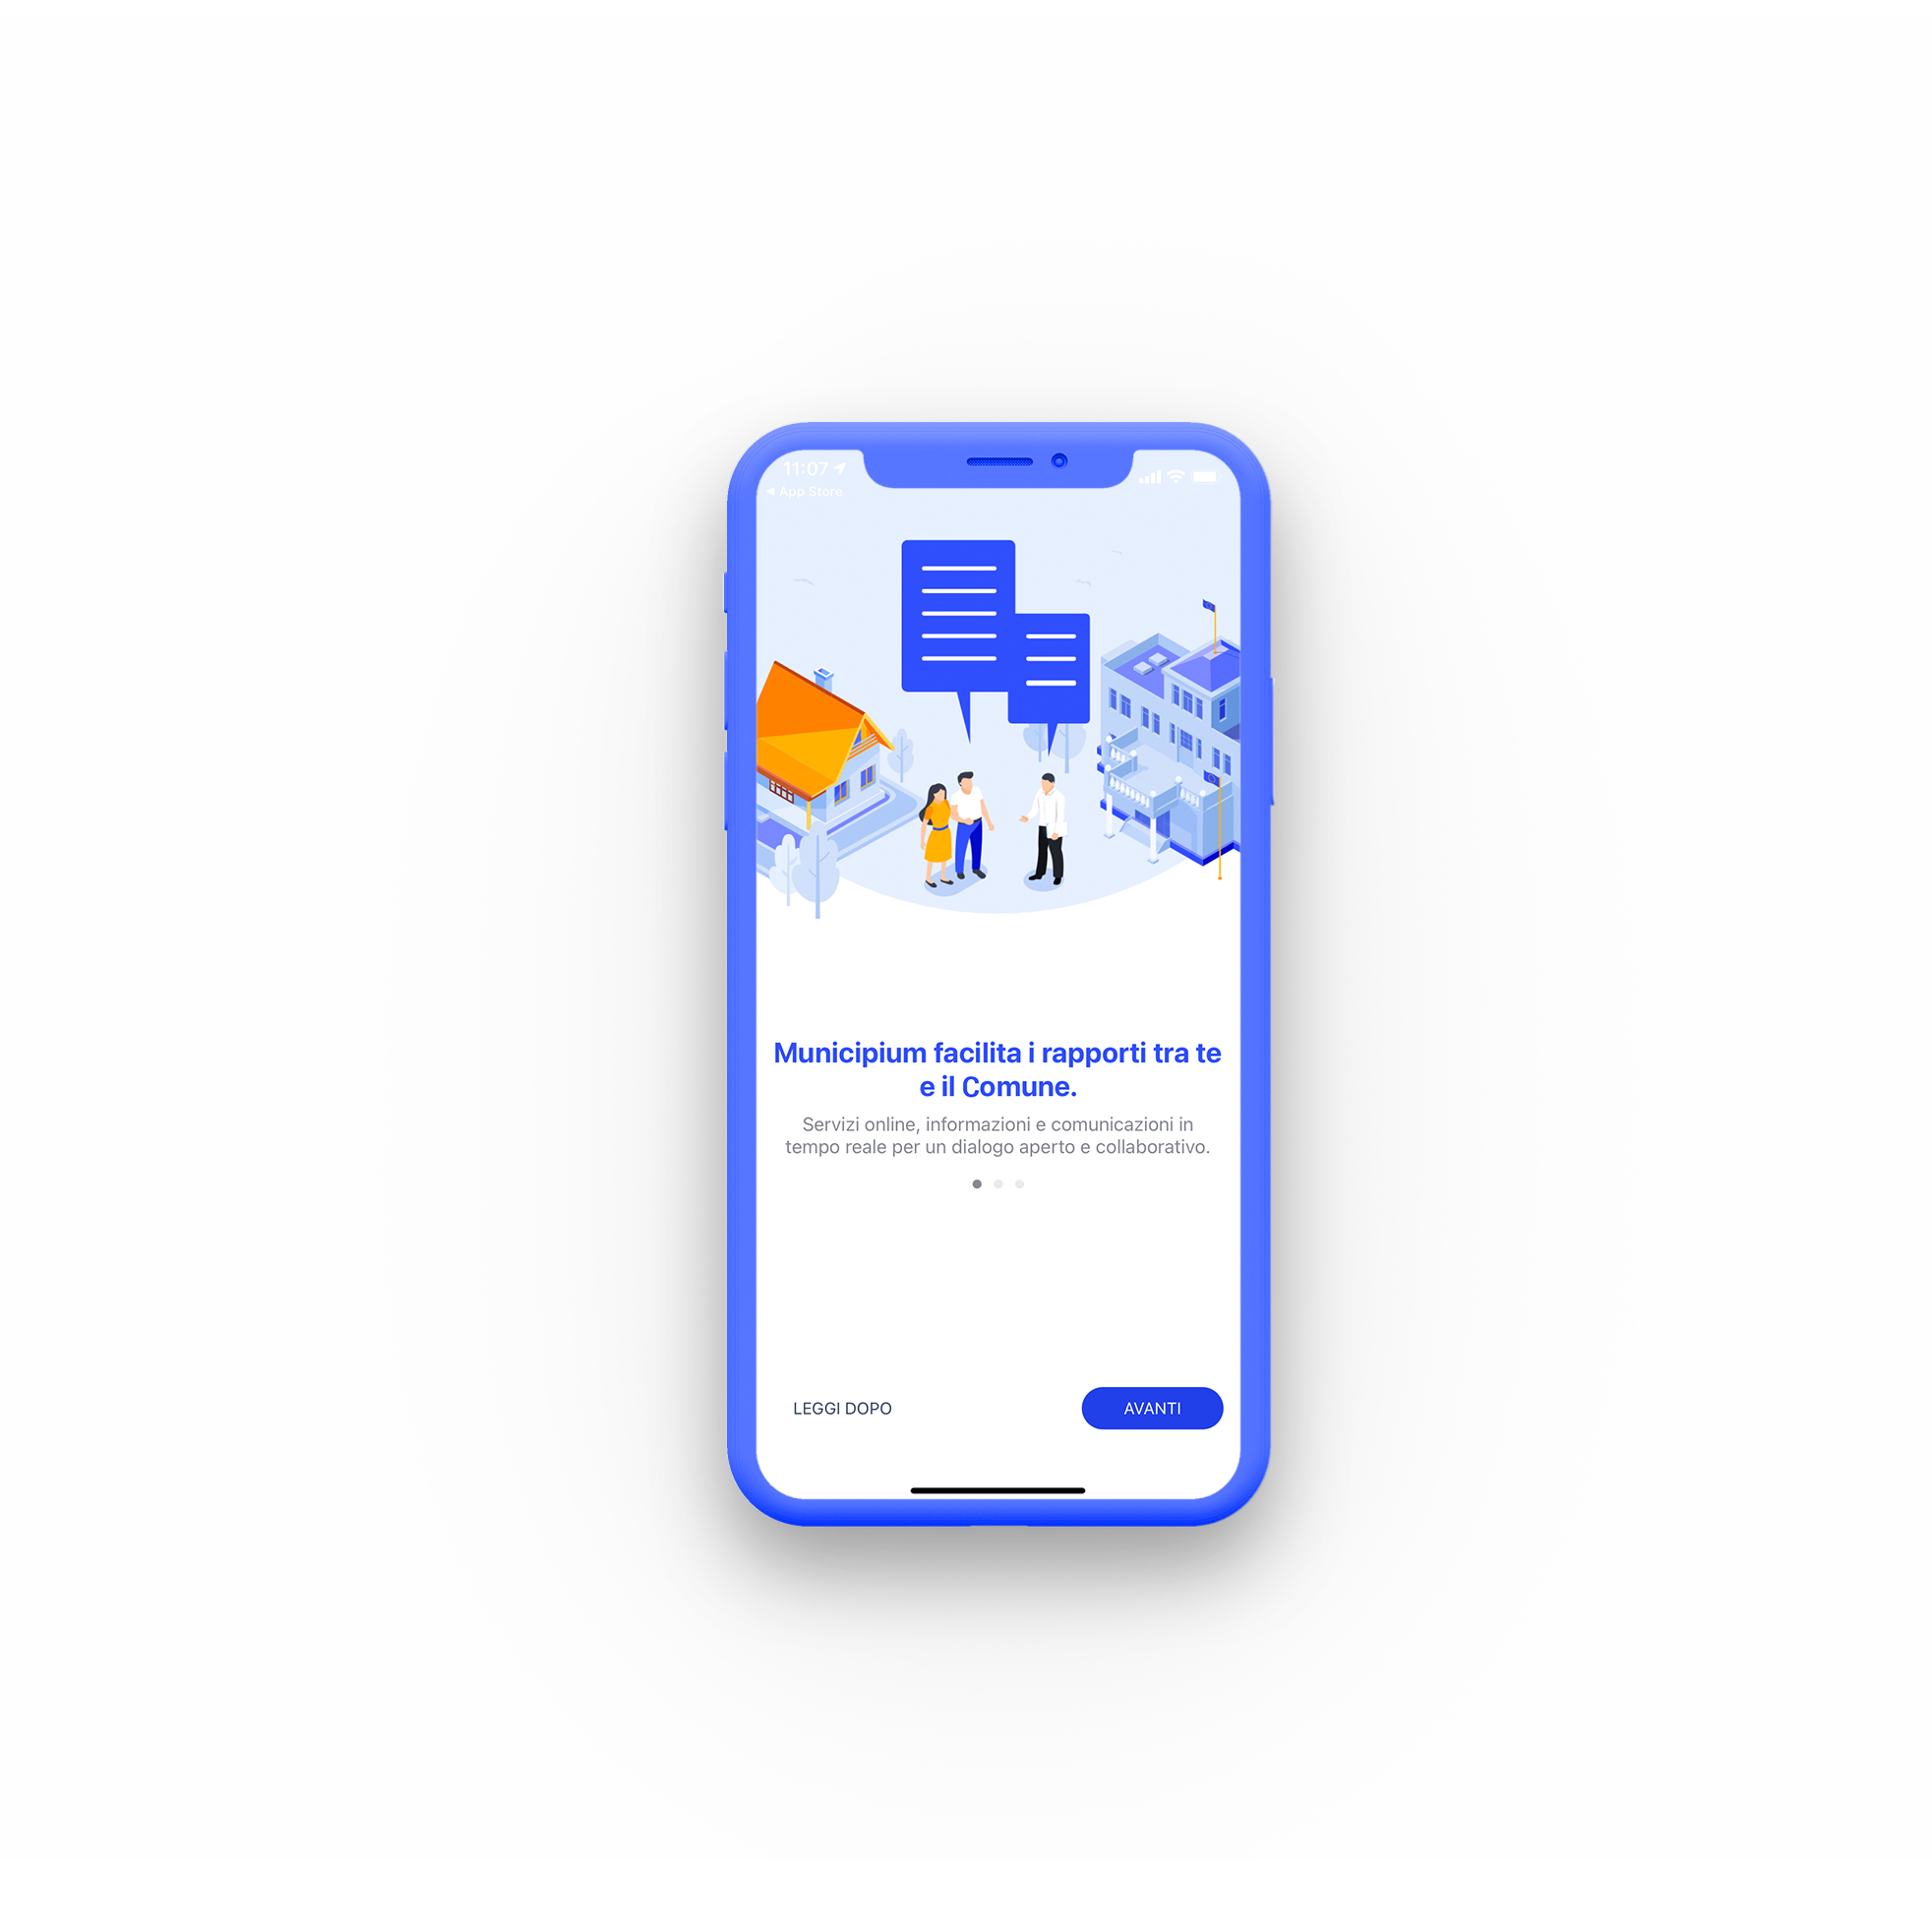 11:07
App Store
Municipium facilita i rapporti tra te
e il Comune.
Servizi online, informazioni e comunicazioni in
tempo reale per un dialogo aperto e collaborativo.
LEGGI DOPO
AVANTI